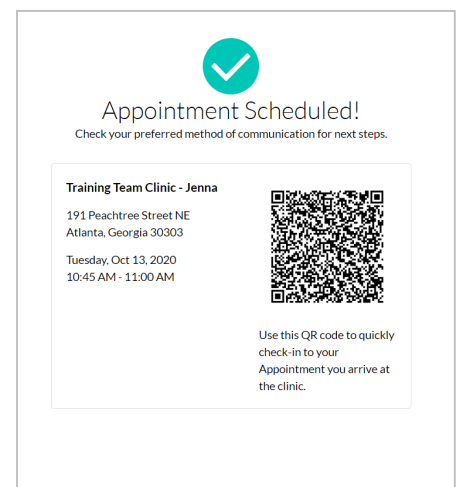 Appointment Scheduled!
Check your preferred method of communication for next steps.
Training Team Clinic - Jenna
191 Peachtree Street NE
Atlanta, Georgia 30303
Tuesday, Oct 13, 2020
10:45 AM - 11:00 AM
Use this QR code to quickly
check-in to your
Appointment you arrive at
the clinic.